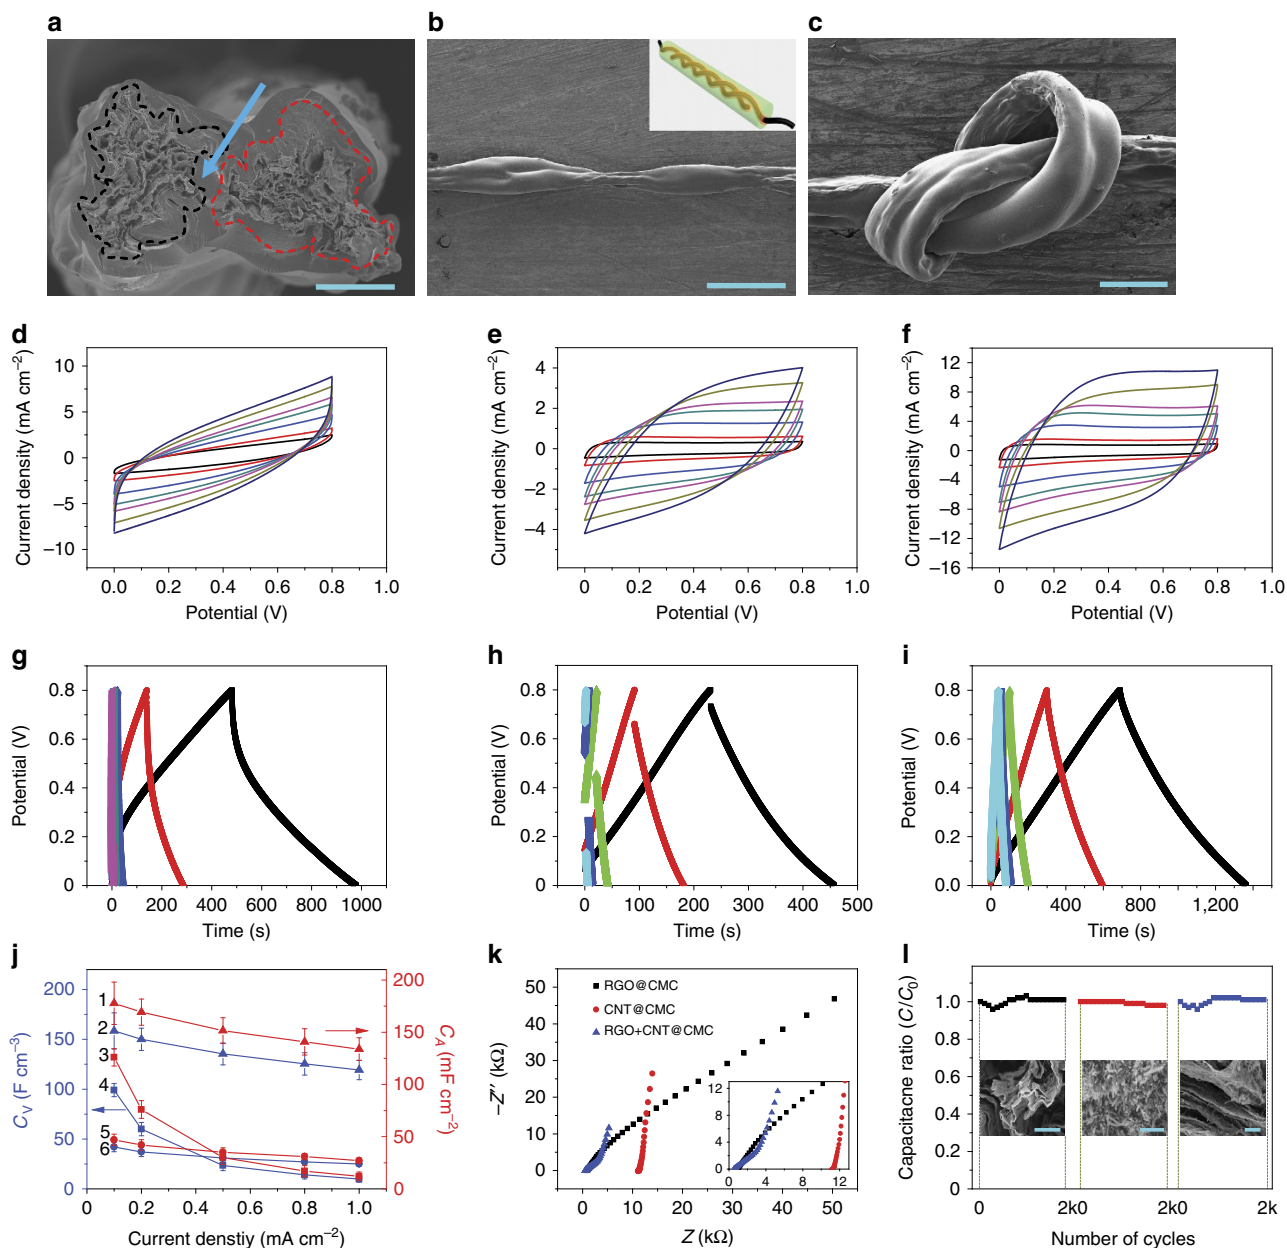 a
b
c
d
10
5
0
−5
−10
Current density (mA cm−2)
0.0 0.2 0.4 0.6 0.8 1.0
Potential (V)
e
4
2
0
−2
−4
Current density (mA cm−2)
0.0 0.2 0.4 0.6 0.8 1.0
Potential (V)
f
12
8
4
0
−4
−8
−12
−16
Current density (mA cm−2)
0.0 0.2 0.4 0.6 0.8 1.0
Potential (V)
g
0.8
0.6
0.4
0.2
0
Potential (V)
0 200 400 600 800 1000
Time (s)
h
0.8
0.6
0.4
0.2
0
Potential (V)
0 100 200 300 400 500
Time (s)
i
0.8
0.6
0.4
0.2
0
Potential (V)
0 400 800 1,200
Time (s)
j
200
150
100
50
0
CV (F cm−3)
1
2
3
4
5
6
200
150
100
50
0
CA (mF cm−2)
0.0 0.2 0.4 0.6 0.8 1.0
Current denstiy (mA cm−2)
k
50
40
30
20
10
0
−Z″ (kΩ)
RGO@CMC
CNT@CMC
RGO+CNT@CMC
12
8
4
0
4 8 12
0 10 20 30 40 50
Z (kΩ)
l
1.0
0.8
0.6
0.4
0.2
0.0
Capacitacne ratio (C/C0)
0 2k0 2k0 2k
Number of cycles